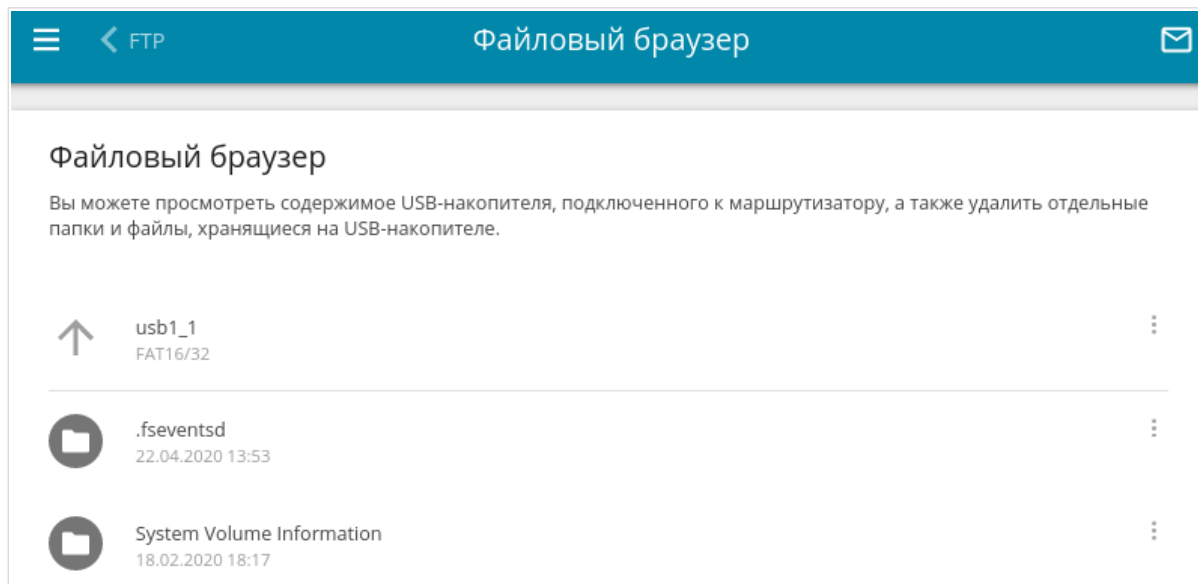 FTP
Файловый браузер
Файловый браузер
Вы можете просмотреть содержимое USB-накопителя, подключенного к маршрутизатору, а также удалить отдельные
папки и файлы, хранящиеся на USB-накопителе.
usb1_1
FAT16/32
.fseventsd
22.04.2020 13:53
System Volume Information
18.02.2020 18:17